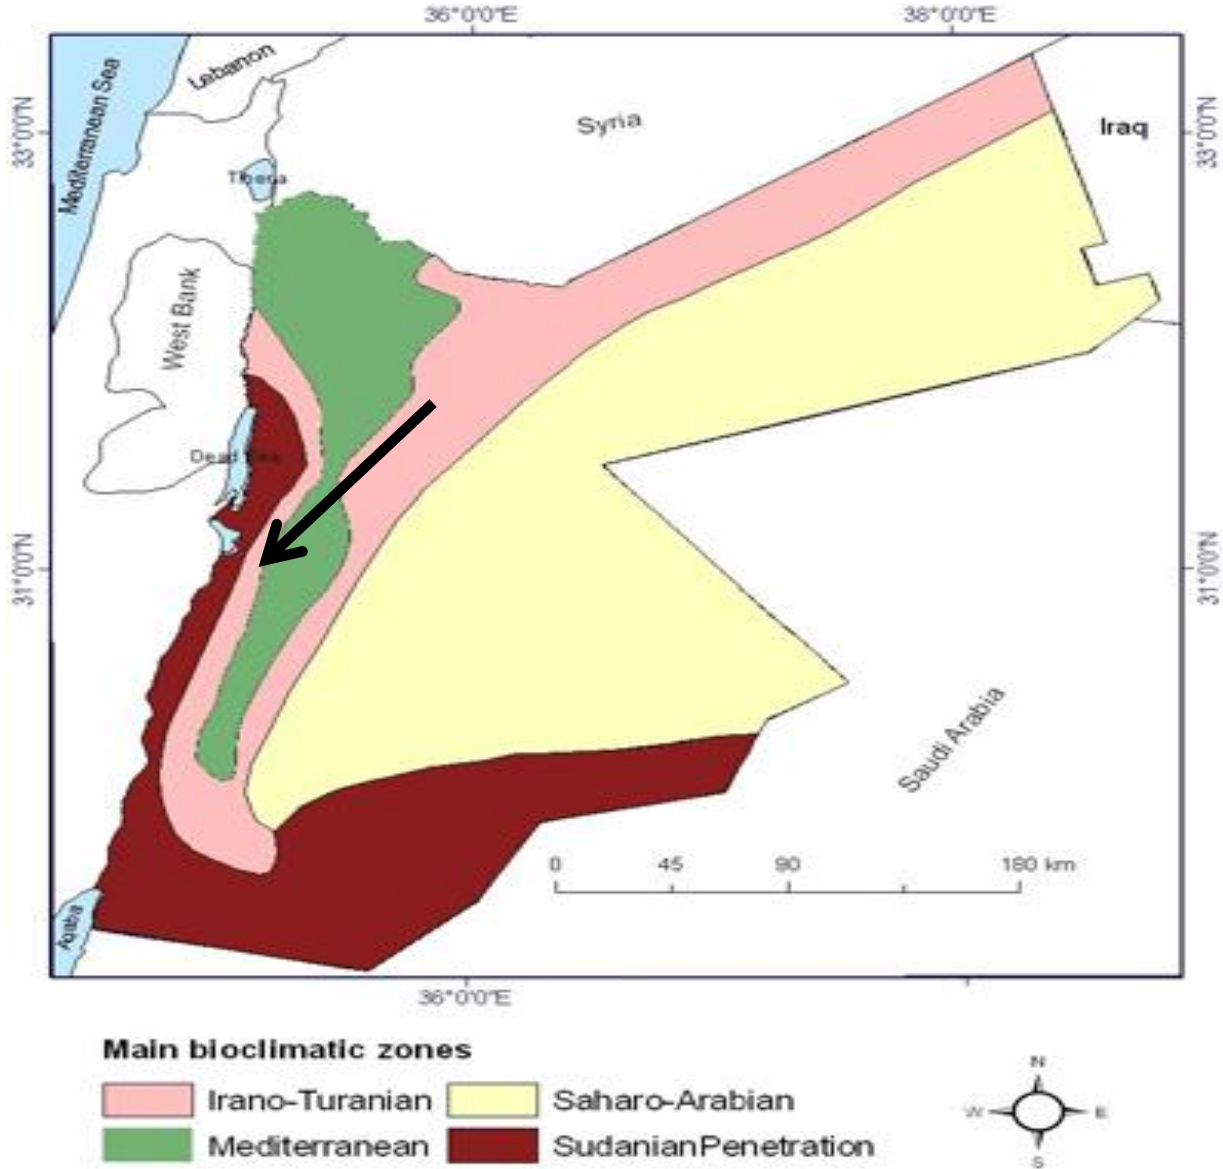 36°0'0"E 38°0'0"E
Mediterranean Sea
Lebanon
Syria
Iraq
33°0'0"N
33°0'0"N
Tiberia
West Bank
Dead Sea
31°0'0"N
31°0'0"N
Saudi Arabia
0 45 90 180 km
Aqaba
36°0'0"E
Main bioclimatic zones
Irano-Turanian
Saharo-Arabian
Mediterranean
SudanianPenetration
N
W E
S